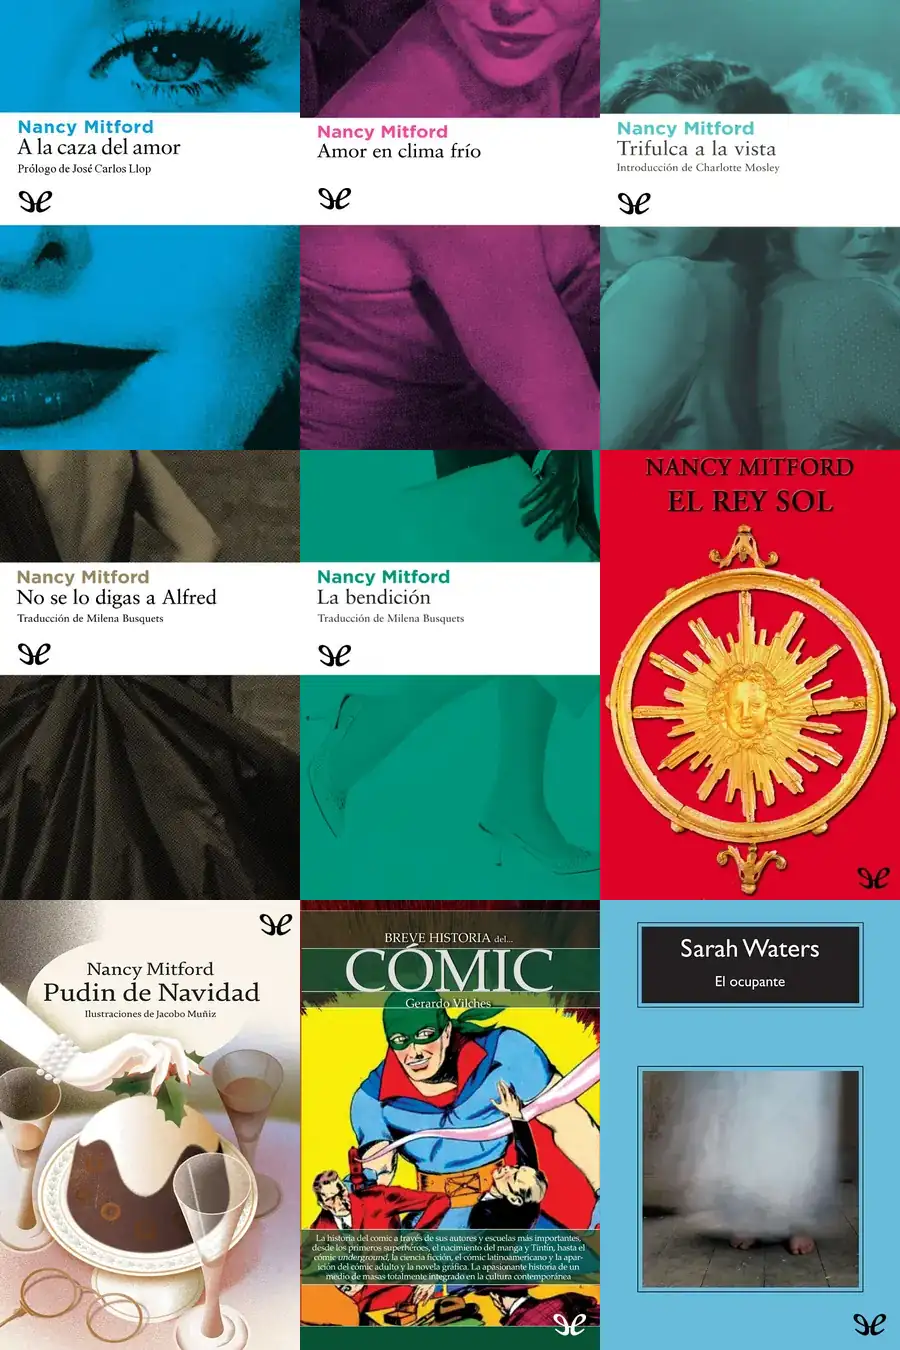 Nancy Mitford
A la caza del amor
Prólogo de José Carlos Llop
Nancy Mitford
Amor en clima frío
Nancy Mitford
Trifulca a la vista
Introducción de Charlotte Mosley
Nancy Mitford
No se lo digas a Alfred
Traducción de Milena Busquets
Nancy Mitford
La bendición
Traducción de Milena Busquets
NANCY MITFORD
EL REY SOL
Nancy Mitford
Pudin de Navidad
Ilustraciones de Jacobo Muñiz
BREVE HISTORIA del...
CÓMIC
Gerardo Vilches
La historia del comic a través de sus autores y escuelas más importantes,
desde los primeros superhéroes, el nacimiento del manga y Tintín, hasta el
cómic underground, la ciencia ficción, el cómic latinoamericano y la apar-
ición del cómic adulto y la novela gráfica. La apasionante historia de un
medio de masas totalmente integrado en la cultura contemporánea
Sarah Waters
El ocupante